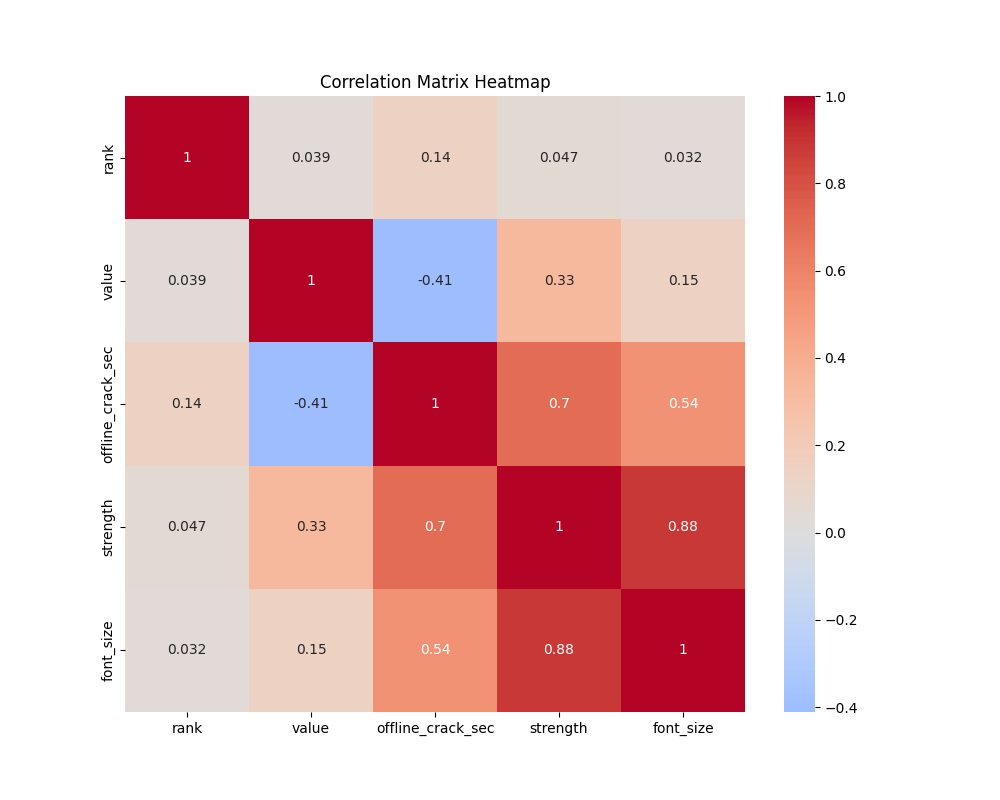 Correlation Matrix Heatmap
rank 1 0.039 0.14 0.047 0.032
value 0.039 1 -0.41 0.33 0.15
offline_crack_sec 0.14 -0.41 1 0.7 0.54
strength 0.047 0.33 0.7 1 0.88
font_size 0.032 0.15 0.54 0.88 1
rank value offline_crack_sec strength font_size
1.0
0.8
0.6
0.4
0.2
0.0
−0.2
−0.4